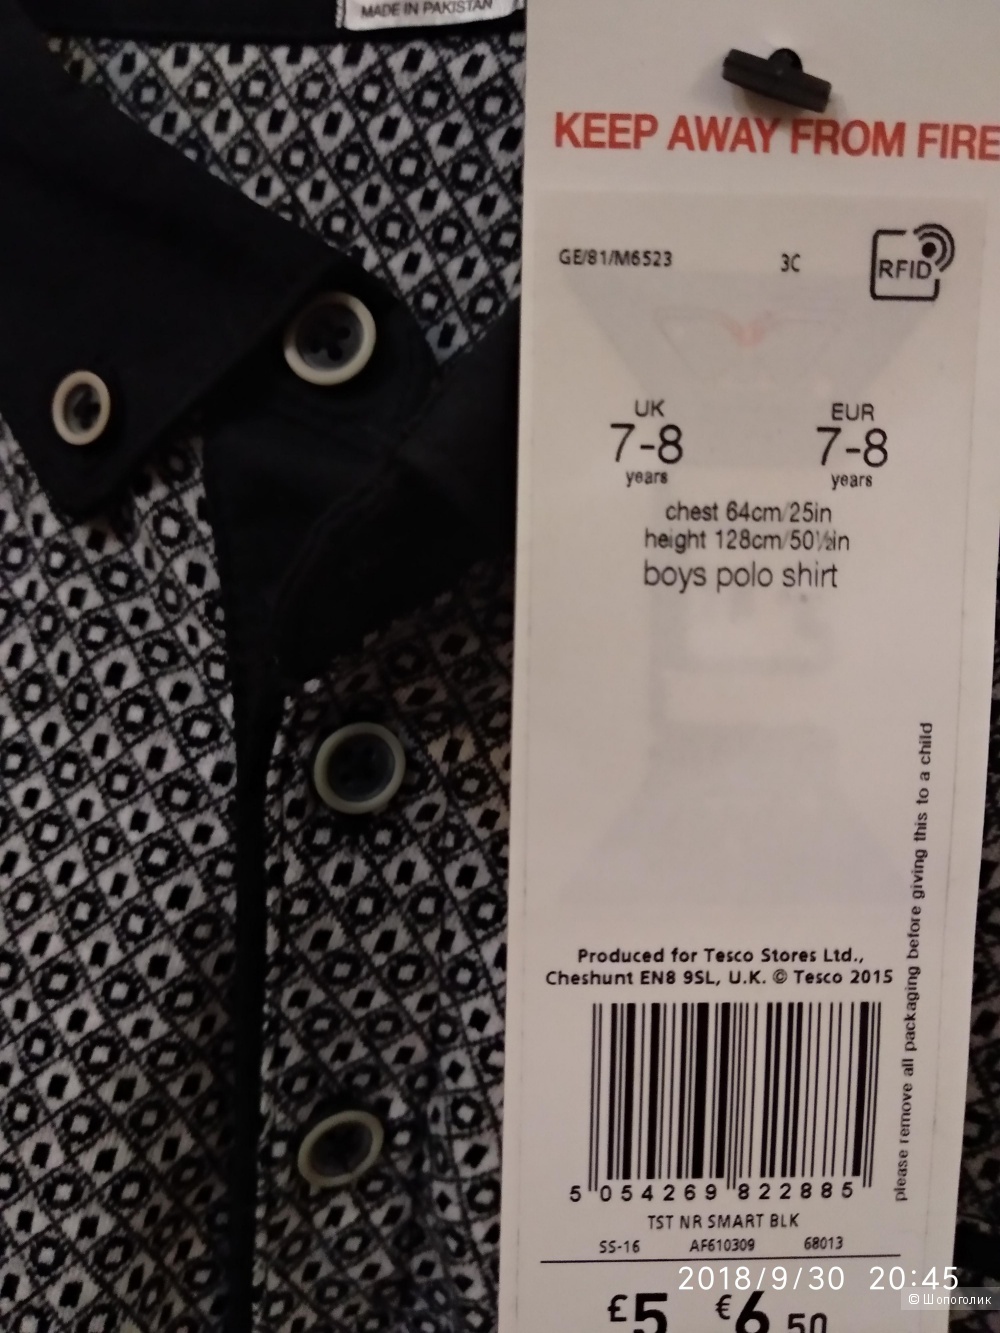 MADE IN PAKISTAN
KEEP AWAY FROM FIRE
GE/81/M6523 3C RFID
UK EUR
7-8 7-8
years years
chest 64cm/25in
height 128cm/50½in
boys polo shirt
please remove all packaging before giving this to a child
Produced for Tesco Stores Ltd.,
Cheshunt EN8 9SL, U.K. © Tesco 2015
5 054269 822885
TST NR SMART BLK
SS-16 AF610309 68013
2018/9/30 20:45
© Шопоголик
£5 €6.50